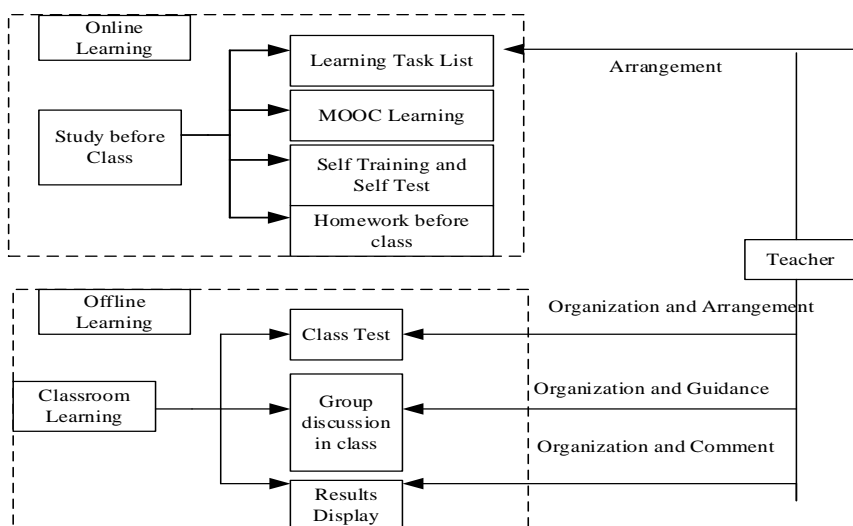 Online
Learning
Learning Task List
Arrangement
MOOC Learning
Study before
Class
Self Training and
Self Test
Homework before
class
Teacher
Offline
Learning
Organization and Arrangement
Class Test
Classroom
Learning
Group
discussion
in class
Organization and Guidance
Organization and Comment
Results
Display